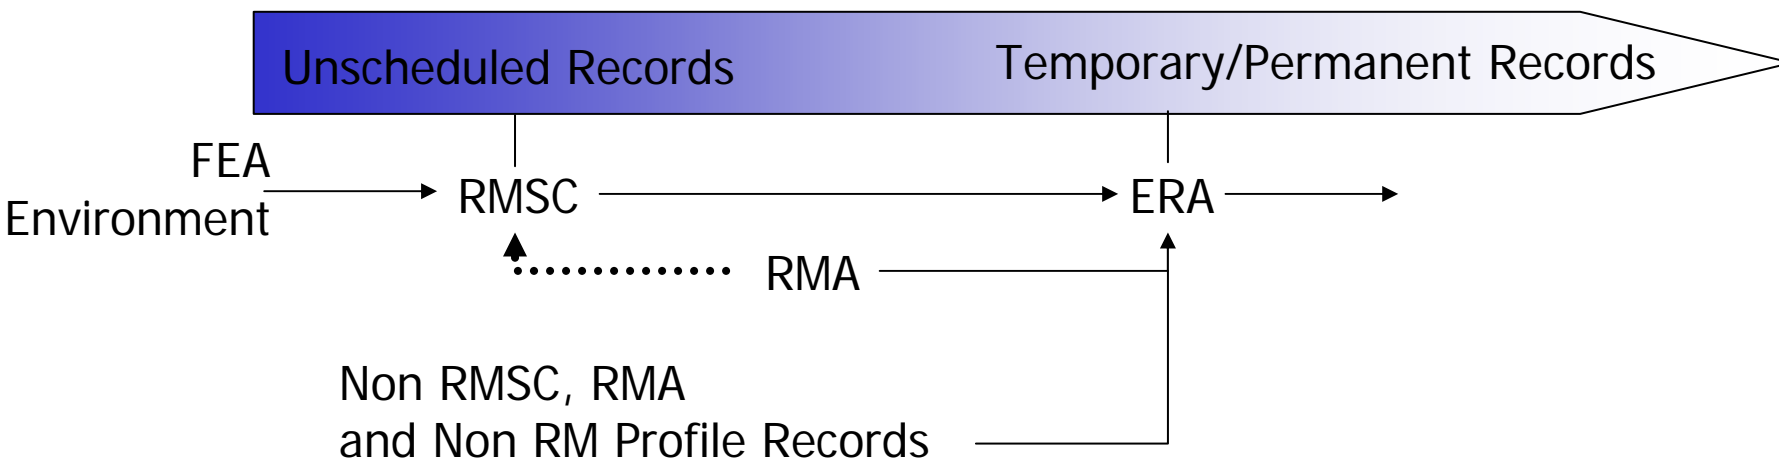 Unscheduled Records
Temporary/Permanent Records
FEA
Environment
RMSC
ERA
RMA
Non RMSC, RMA
and Non RM Profile Records